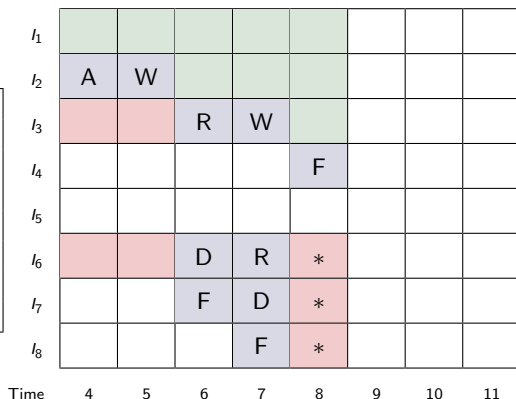 I1
I2 A W
I3 R W
I4 F
I5
I6 D R *
I7 F D *
I8 F *
Time 4 5 6 7 8 9 10 11